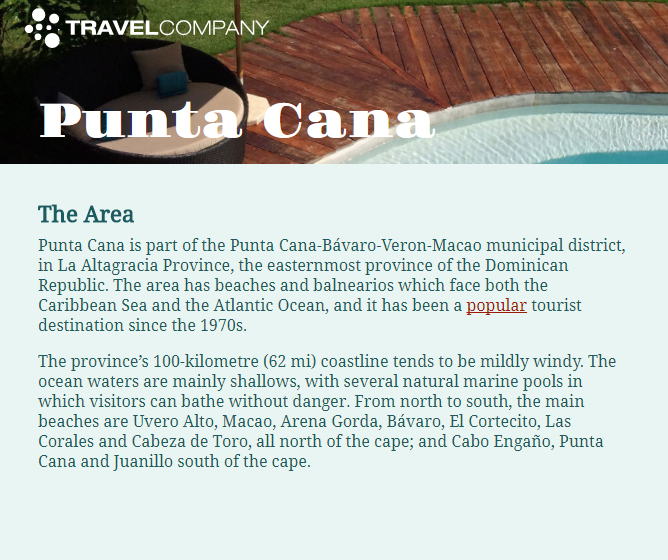 TRAVELCOMPANY
Punta Cana
The Area
Punta Cana is part of the Punta Cana-Bávaro-Veron-Macao municipal district,
in La Altagracia Province, the easternmost province of the Dominican
Republic. The area has beaches and balnearios which face both the
Caribbean Sea and the Atlantic Ocean, and it has been a popular tourist
destination since the 1970s.
The province’s 100-kilometre (62 mi) coastline tends to be mildly windy. The
ocean waters are mainly shallows, with several natural marine pools in
which visitors can bathe without danger. From north to south, the main
beaches are Uvero Alto, Macao, Arena Gorda, Bávaro, El Cortecito, Las
Corales and Cabeza de Toro, all north of the cape; and Cabo Engaño, Punta
Cana and Juanillo south of the cape.